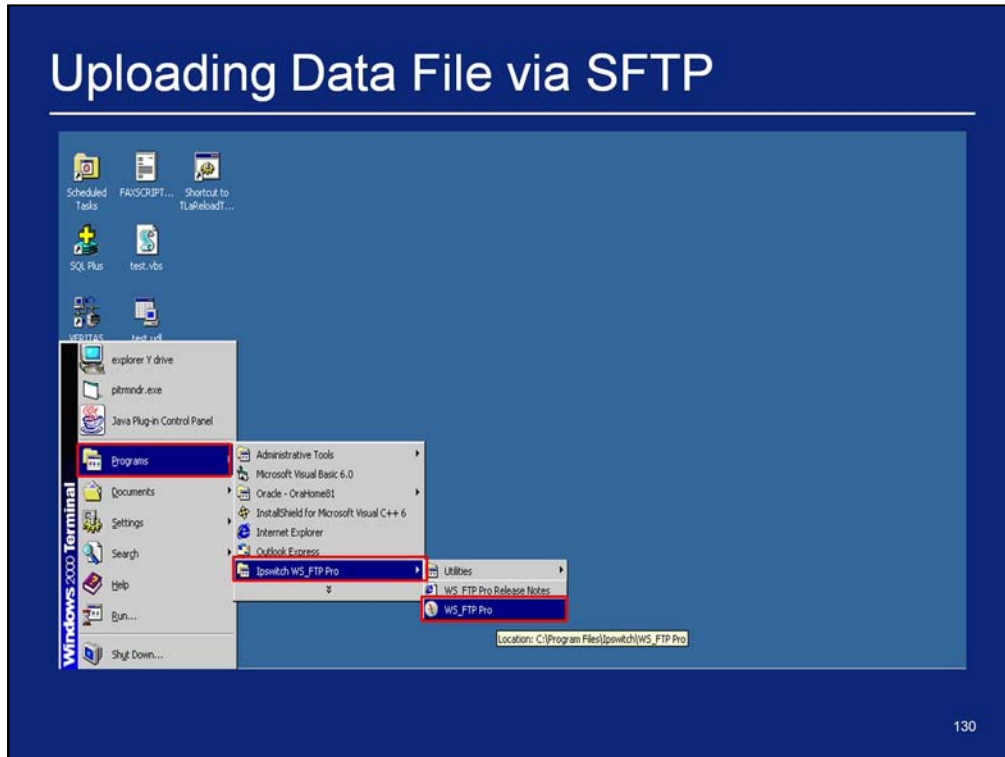 Uploading Data File via SFTP
Scheduled Tasks
FAXSCRIPT...
Shortcut to TLaReloadT...
SQL Plus
test.vbs
VERITAS
test.udl
explorer Y drive
pitrmndr.exe
Java Plug-in Control Panel
Programs
Documents
Settings
Search
Help
Run...
Shut Down...
Windows 2000 Terminal
Administrative Tools
Microsoft Visual Basic 6.0
Oracle - OraHome81
InstallShield for Microsoft Visual C++ 6
Internet Explorer
Outlook Express
Ipswitch WS_FTP Pro
Utilities
WS_FTP Pro Release Notes
WS_FTP Pro
Location: C:\Program Files\Ipswitch\WS_FTP Pro
130